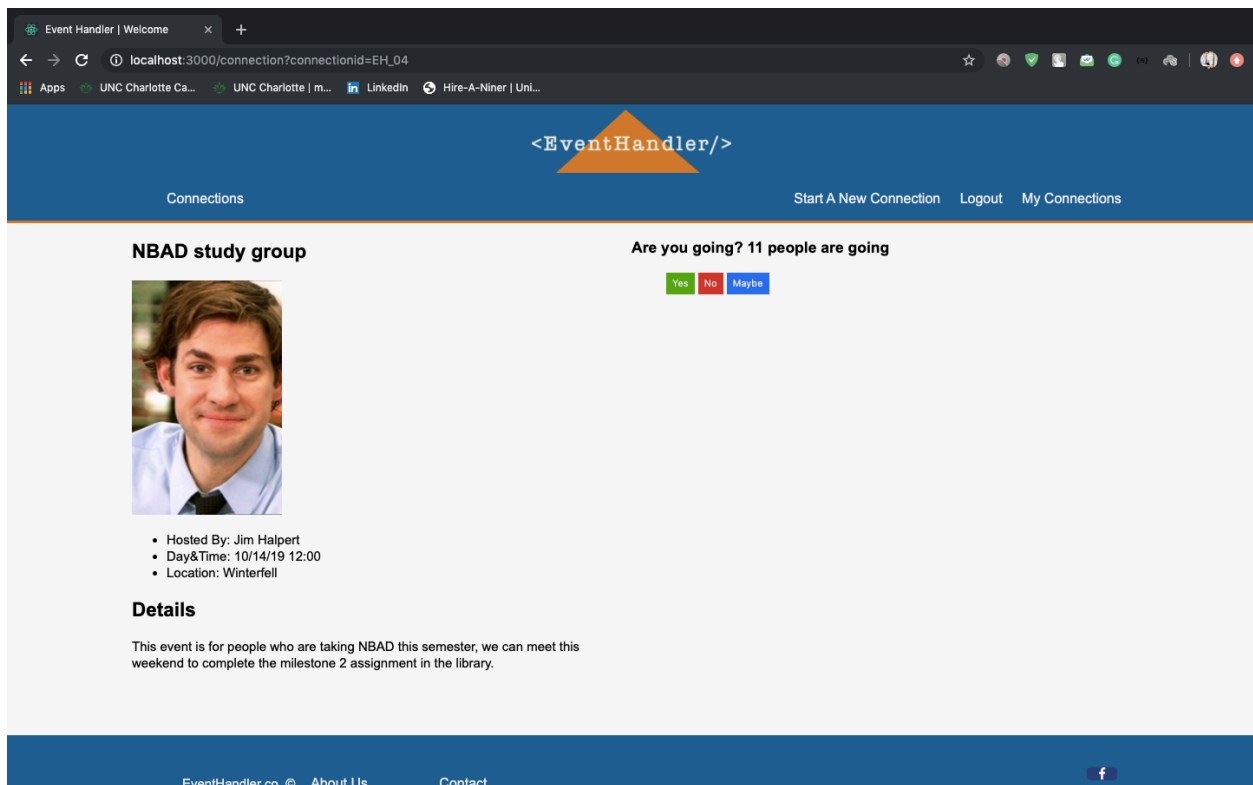 Event Handler | Welcome
localhost:3000/connection?connectionid=EH_04
Apps UNC Charlotte Ca... UNC Charlotte | m... LinkedIn Hire-A-Niner | Uni...
<EventHandler/>
Connections Start A New Connection Logout My Connections
NBAD study group
Hosted By: Jim Halpert
Day&Time: 10/14/19 12:00
Location: Winterfell
Details
This event is for people who are taking NBAD this semester, we can meet this
weekend to complete the milestone 2 assignment in the library.
Are you going? 11 people are going
Yes No Maybe
EventHandler.co. © About Us Contact